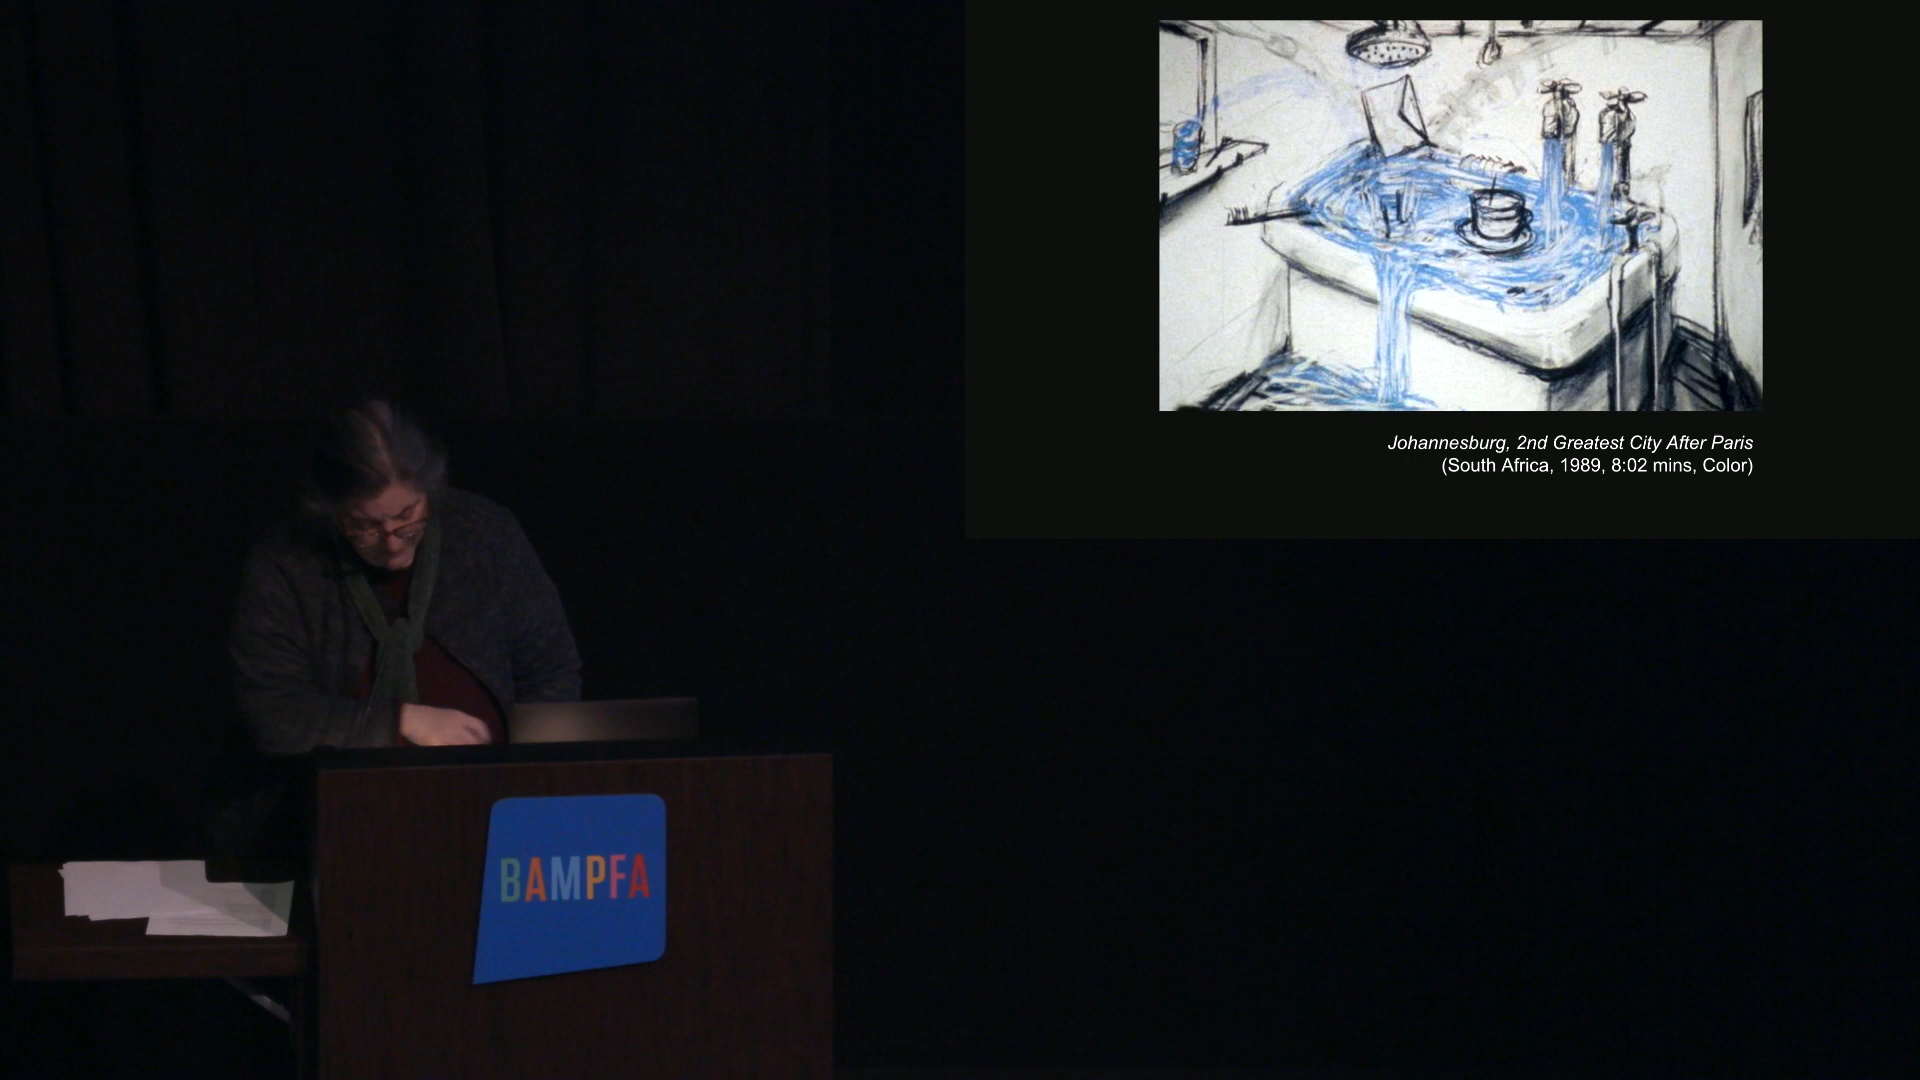 Johannesburg, 2nd Greatest City After Paris
(South Africa, 1989, 8:02 mins, Color)
BAMPFA